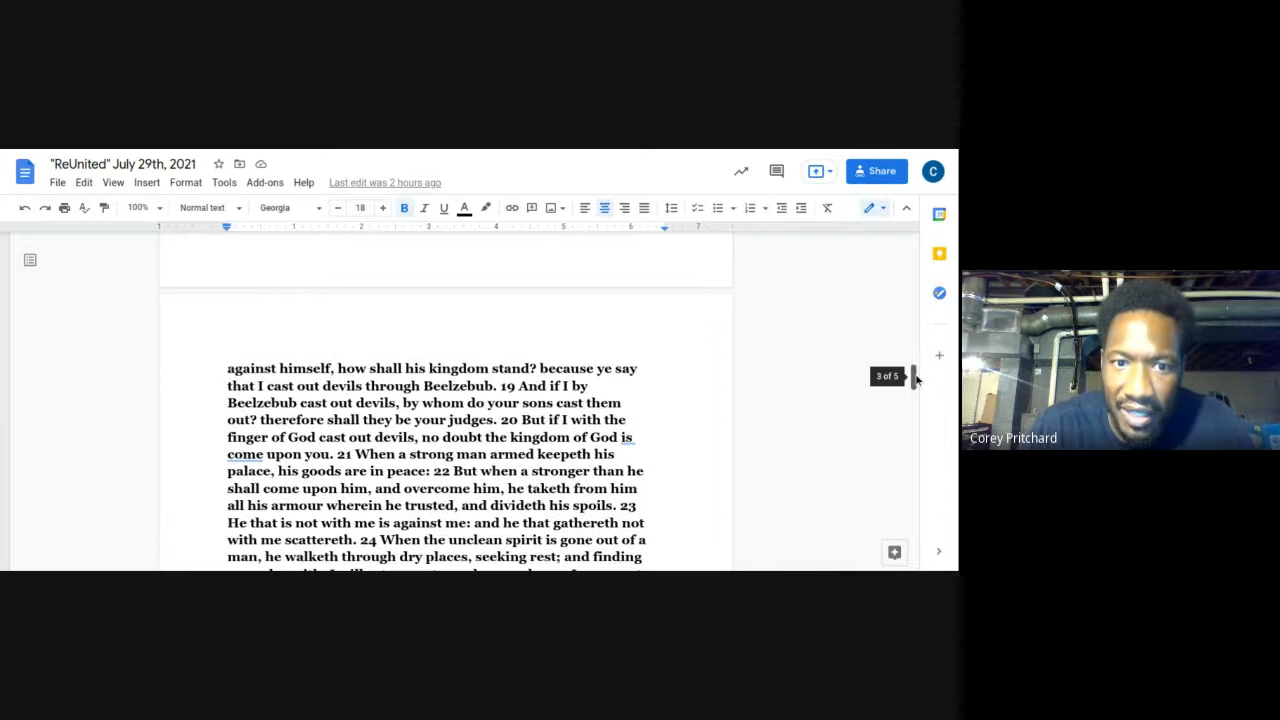 "ReUnited" July 29th, 2021
File Edit View Insert Format Tools Add-ons Help Last edit was 2 hours ago
Share
C
100% Normal text Georgia 18 B I U A
1 1 2 3 4 5 6 7
against himself, how shall his kingdom stand? because ye say
that I cast out devils through Beelzebub. 19 And if I by
Beelzebub cast out devils, by whom do your sons cast them
out? therefore shall they be your judges. 20 But if I with the
finger of God cast out devils, no doubt the kingdom of God is
come upon you. 21 When a strong man armed keepeth his
palace, his goods are in peace: 22 But when a stronger than he
shall come upon him, and overcome him, he taketh from him
all his armour wherein he trusted, and divideth his spoils. 23
He that is not with me is against me: and he that gathereth not
with me scattereth. 24 When the unclean spirit is gone out of a
man, he walketh through dry places, seeking rest; and finding
3 of 5
Corey Pritchard